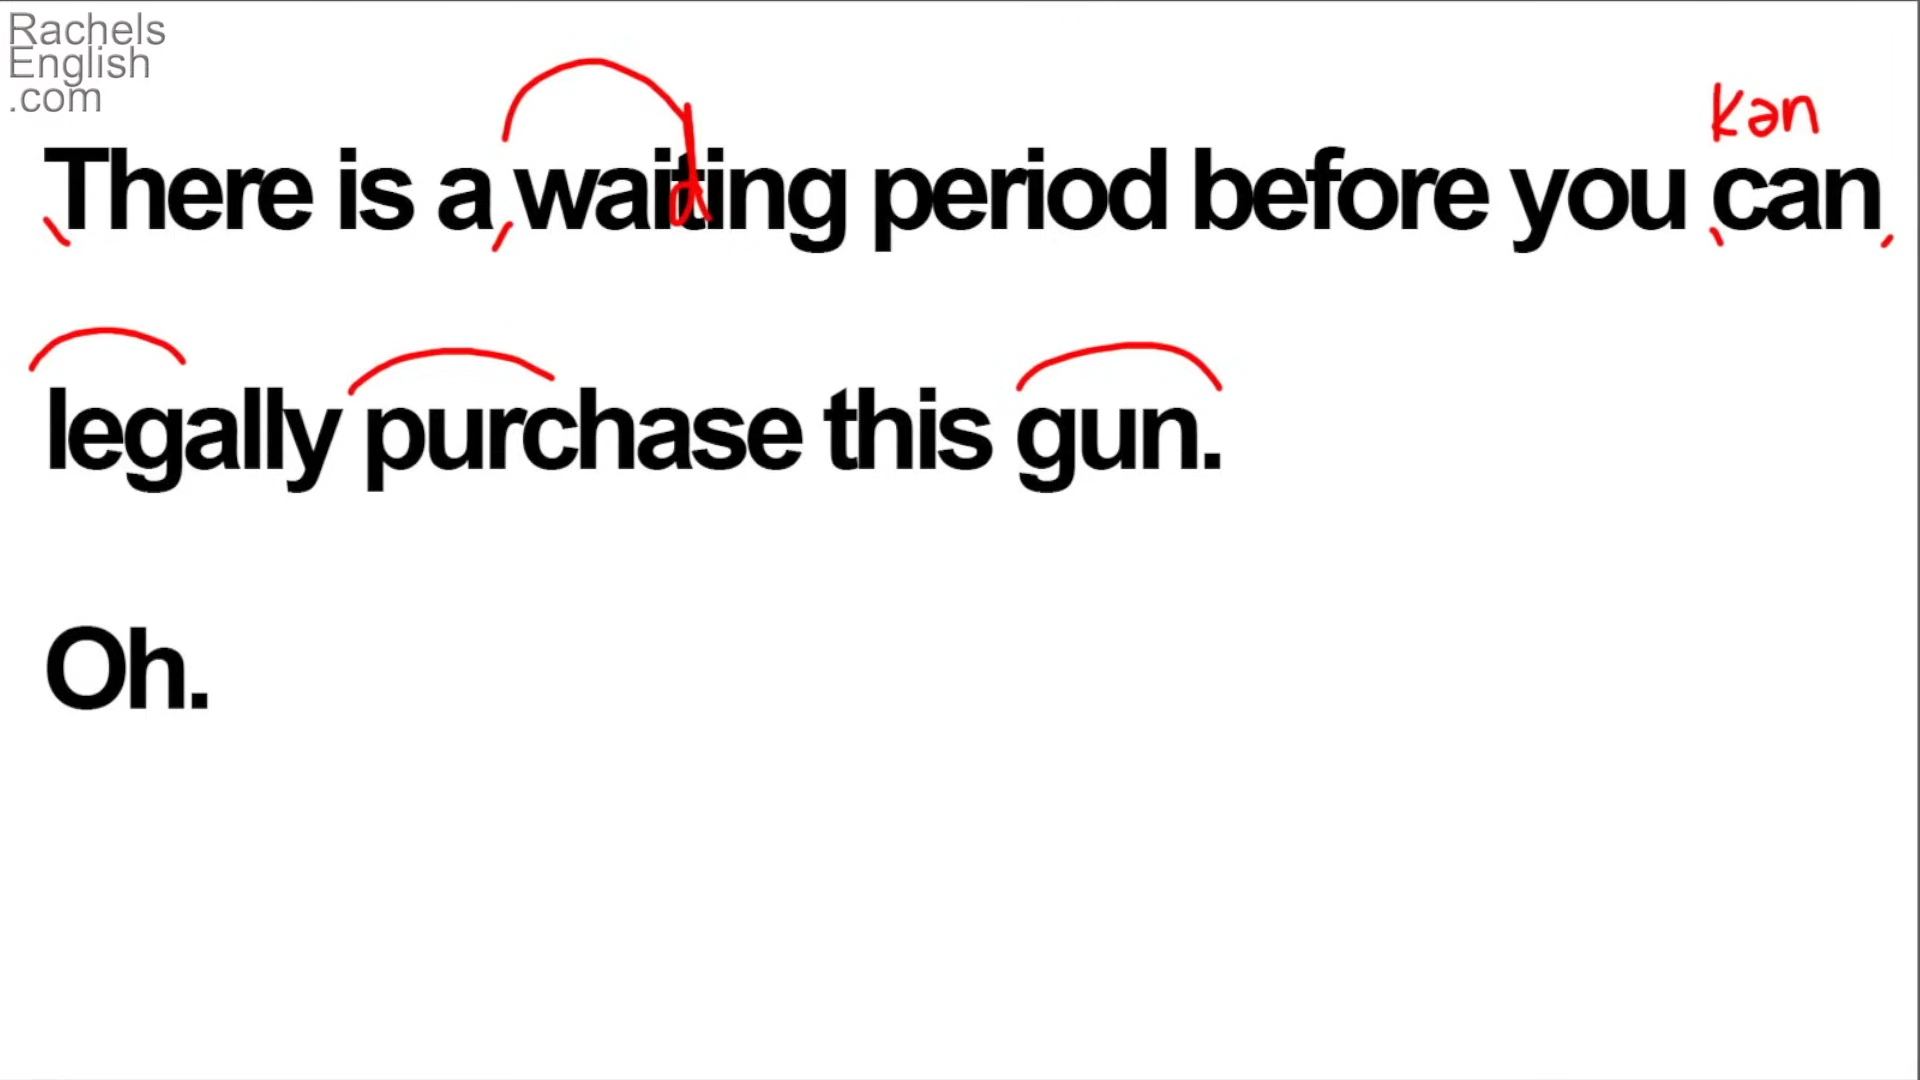 Rachels
English
.com
kən
There is a waiting period before you can
d
legally purchase this gun.
Oh.